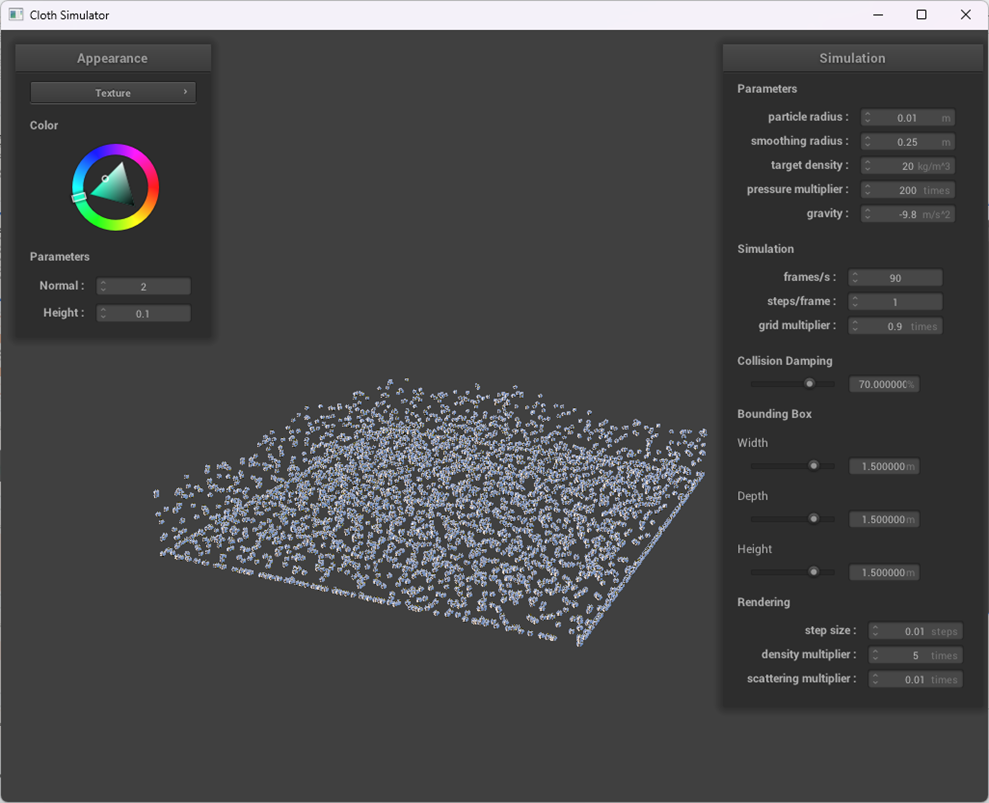 Cloth Simulator
Appearance
Texture
Color
Parameters
Normal : 2
Height : 0.1
Simulation
Parameters
particle radius : 0.01 m
smoothing radius : 0.25 m
target density : 20 kg/m^3
pressure multiplier : 200 times
gravity : -9.8 m/s^2
Simulation
frames/s : 90
steps/frame : 1
grid multiplier : 0.9 times
Collision Damping
70.000000%
Bounding Box
Width
1.500000m
Depth
1.500000m
Height
1.500000m
Rendering
step size : 0.01 steps
density multiplier : 5 times
scattering multiplier : 0.01 times